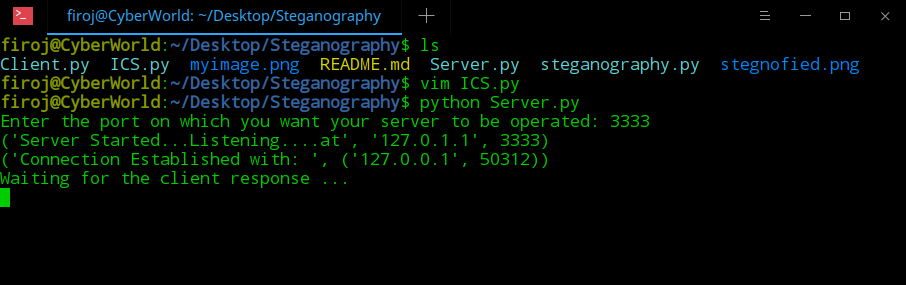 firoj@CyberWorld: ~/Desktop/Steganography
firoj@CyberWorld:~/Desktop/Steganography$ ls
Client.py  ICS.py  myimage.png  README.md  Server.py  steganography.py  stegnofied.png
firoj@CyberWorld:~/Desktop/Steganography$ vim ICS.py
firoj@CyberWorld:~/Desktop/Steganography$ python Server.py
Enter the port on which you want your server to be operated: 3333
('Server Started...Listening....at', '127.0.1.1', 3333)
('Connection Established with: ', ('127.0.0.1', 50312))
Waiting for the client response ...